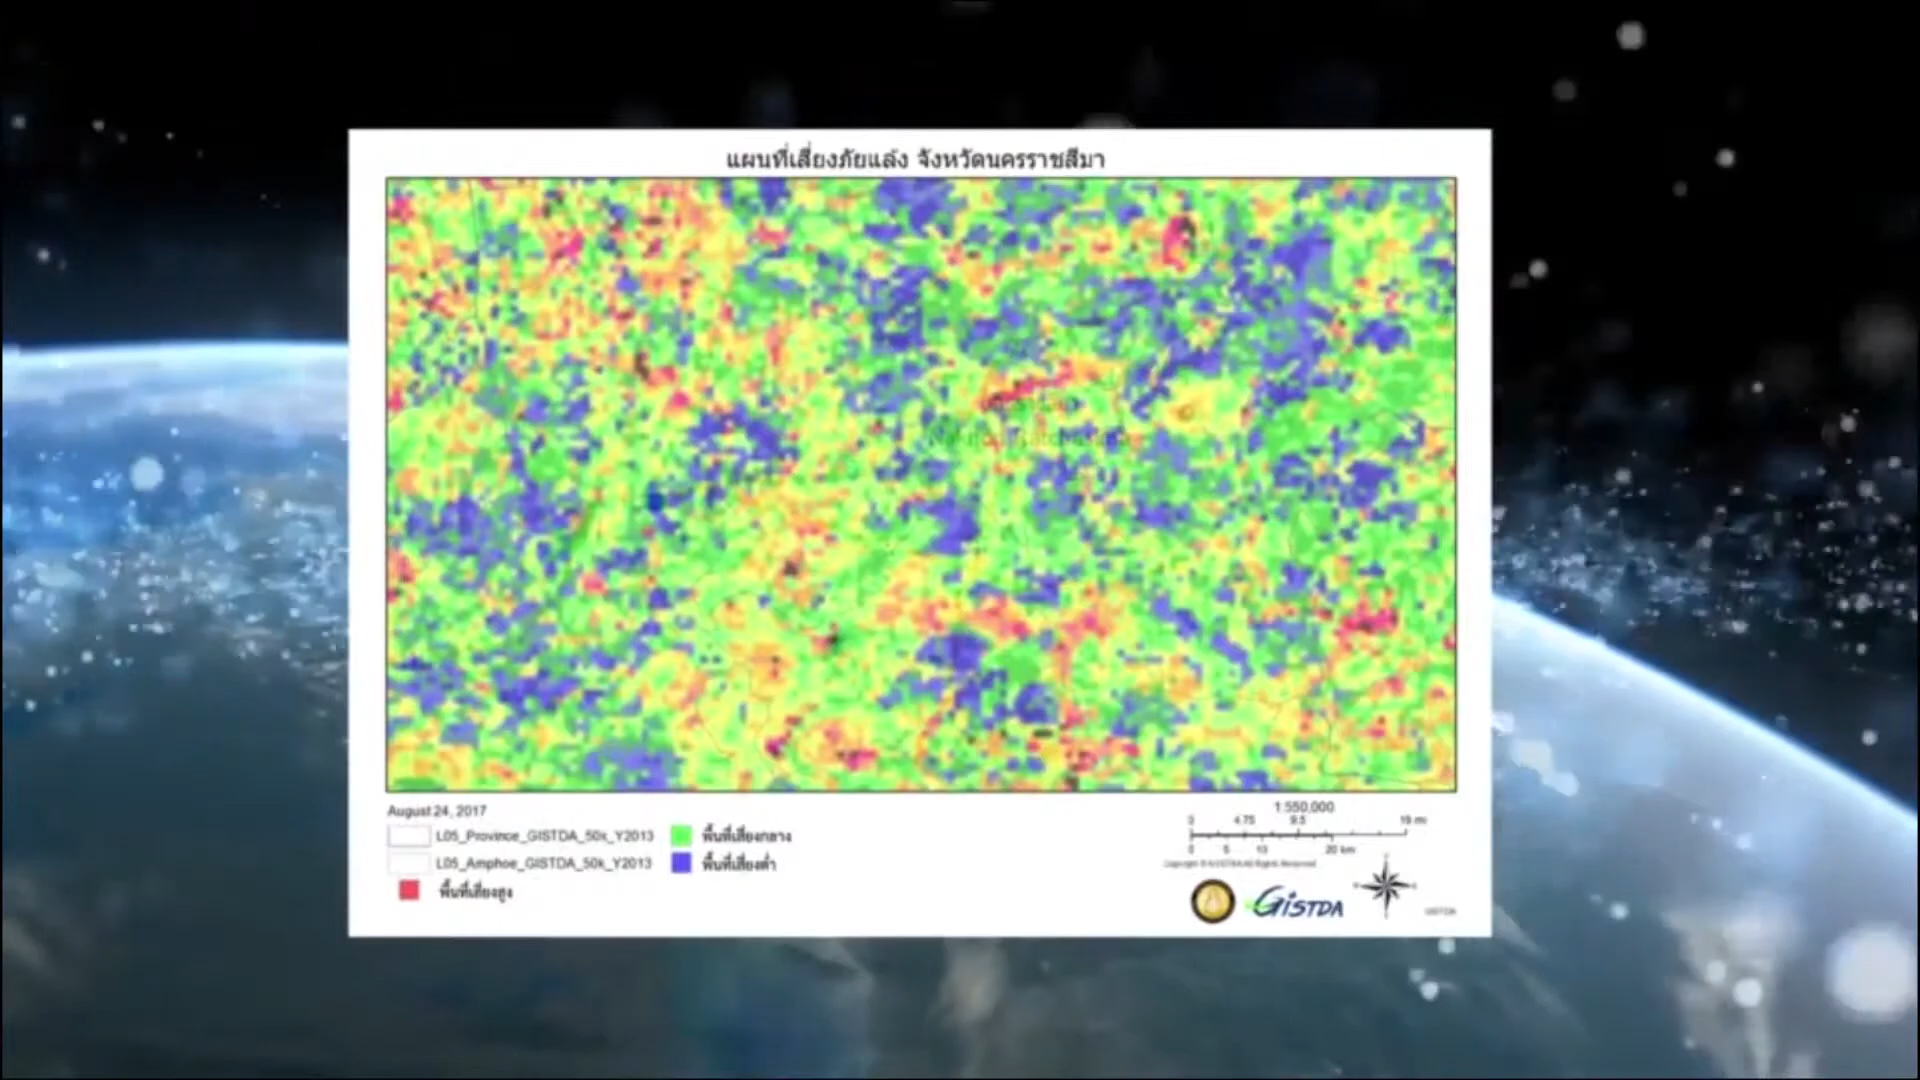 แผนที่เสี่ยงภัยแล้ง จังหวัดนครราชสีมา
August 24, 2017
L05_Province_GISTDA_50k_Y2013
L05_Amphoe_GISTDA_50k_Y2013
พื้นที่เสี่ยงสูง
พื้นที่เสี่ยงกลาง
พื้นที่เสี่ยงต่ำ
1:550,000
0 4.75 9.5 19 mi
0 5 10 20 km
GISTDA
GISTDA